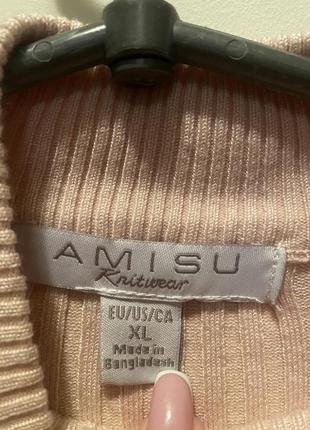 AMISU
Knitwear
EU/US/CA
XL
Made in
Bangladesh